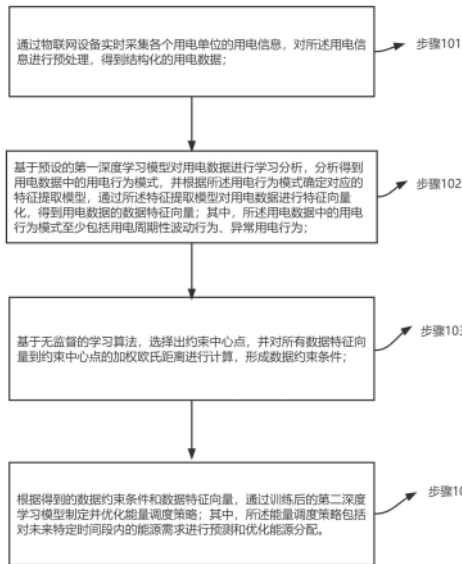 通过物联网设备实时采集各个用电单位的用电信息，对所述用电信
息进行预处理，得到结构化的用电数据；
步骤101
基于预设的第一深度学习模型对用电数据进行学习分析，分析得到
用电数据中的用电行为模式，并根据所述用电行为模式确定对应的
特征提取模型，通过所述特征提取模型对用电数据进行特征向量
化，得到用电数据的数据特征向量；其中，所述用电数据中的用电
行为模式至少包括用电周期性波动行为、异常用电行为；
步骤102
基于无监督的学习算法，选择出约束中心点，并对所有数据特征向
量到约束中心点的加权欧氏距离进行计算，形成数据约束条件；
步骤103
根据得到的数据约束条件和数据特征向量，通过训练后的第二深度
学习模型制定并优化能量调度策略；其中，所述能量调度策略包括
对未来特定时间段内的能源需求进行预测和优化能源分配。
步骤10